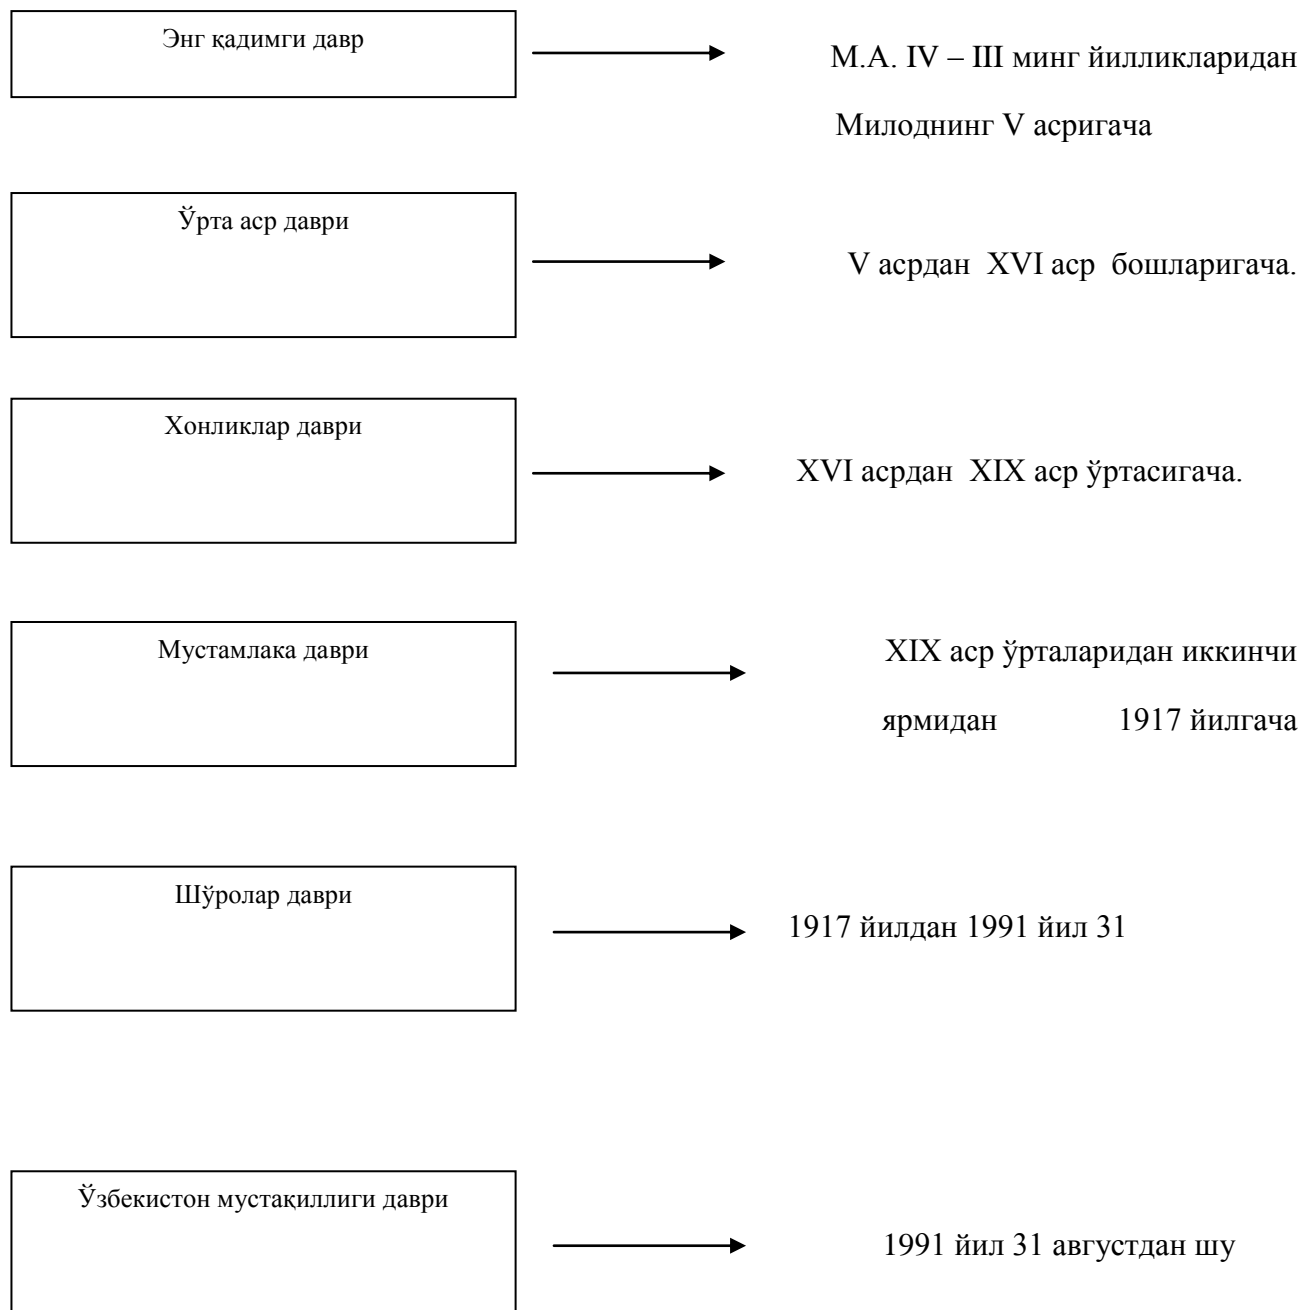 Энг қадимги давр
М.А. IV – III минг йилликларидан
Милоднинг V асригача
Ўрта аср даври
V асрдан XVI аср бошларигача.
Хонликлар даври
XVI асрдан XIX аср ўртасигача.
Мустамлака даври
XIX аср ўрталаридан иккинчи
ярмидан 1917 йилгача
Шўролар даври
1917 йилдан 1991 йил 31
Ўзбекистон мустақиллиги даври
1991 йил 31 августдан шу